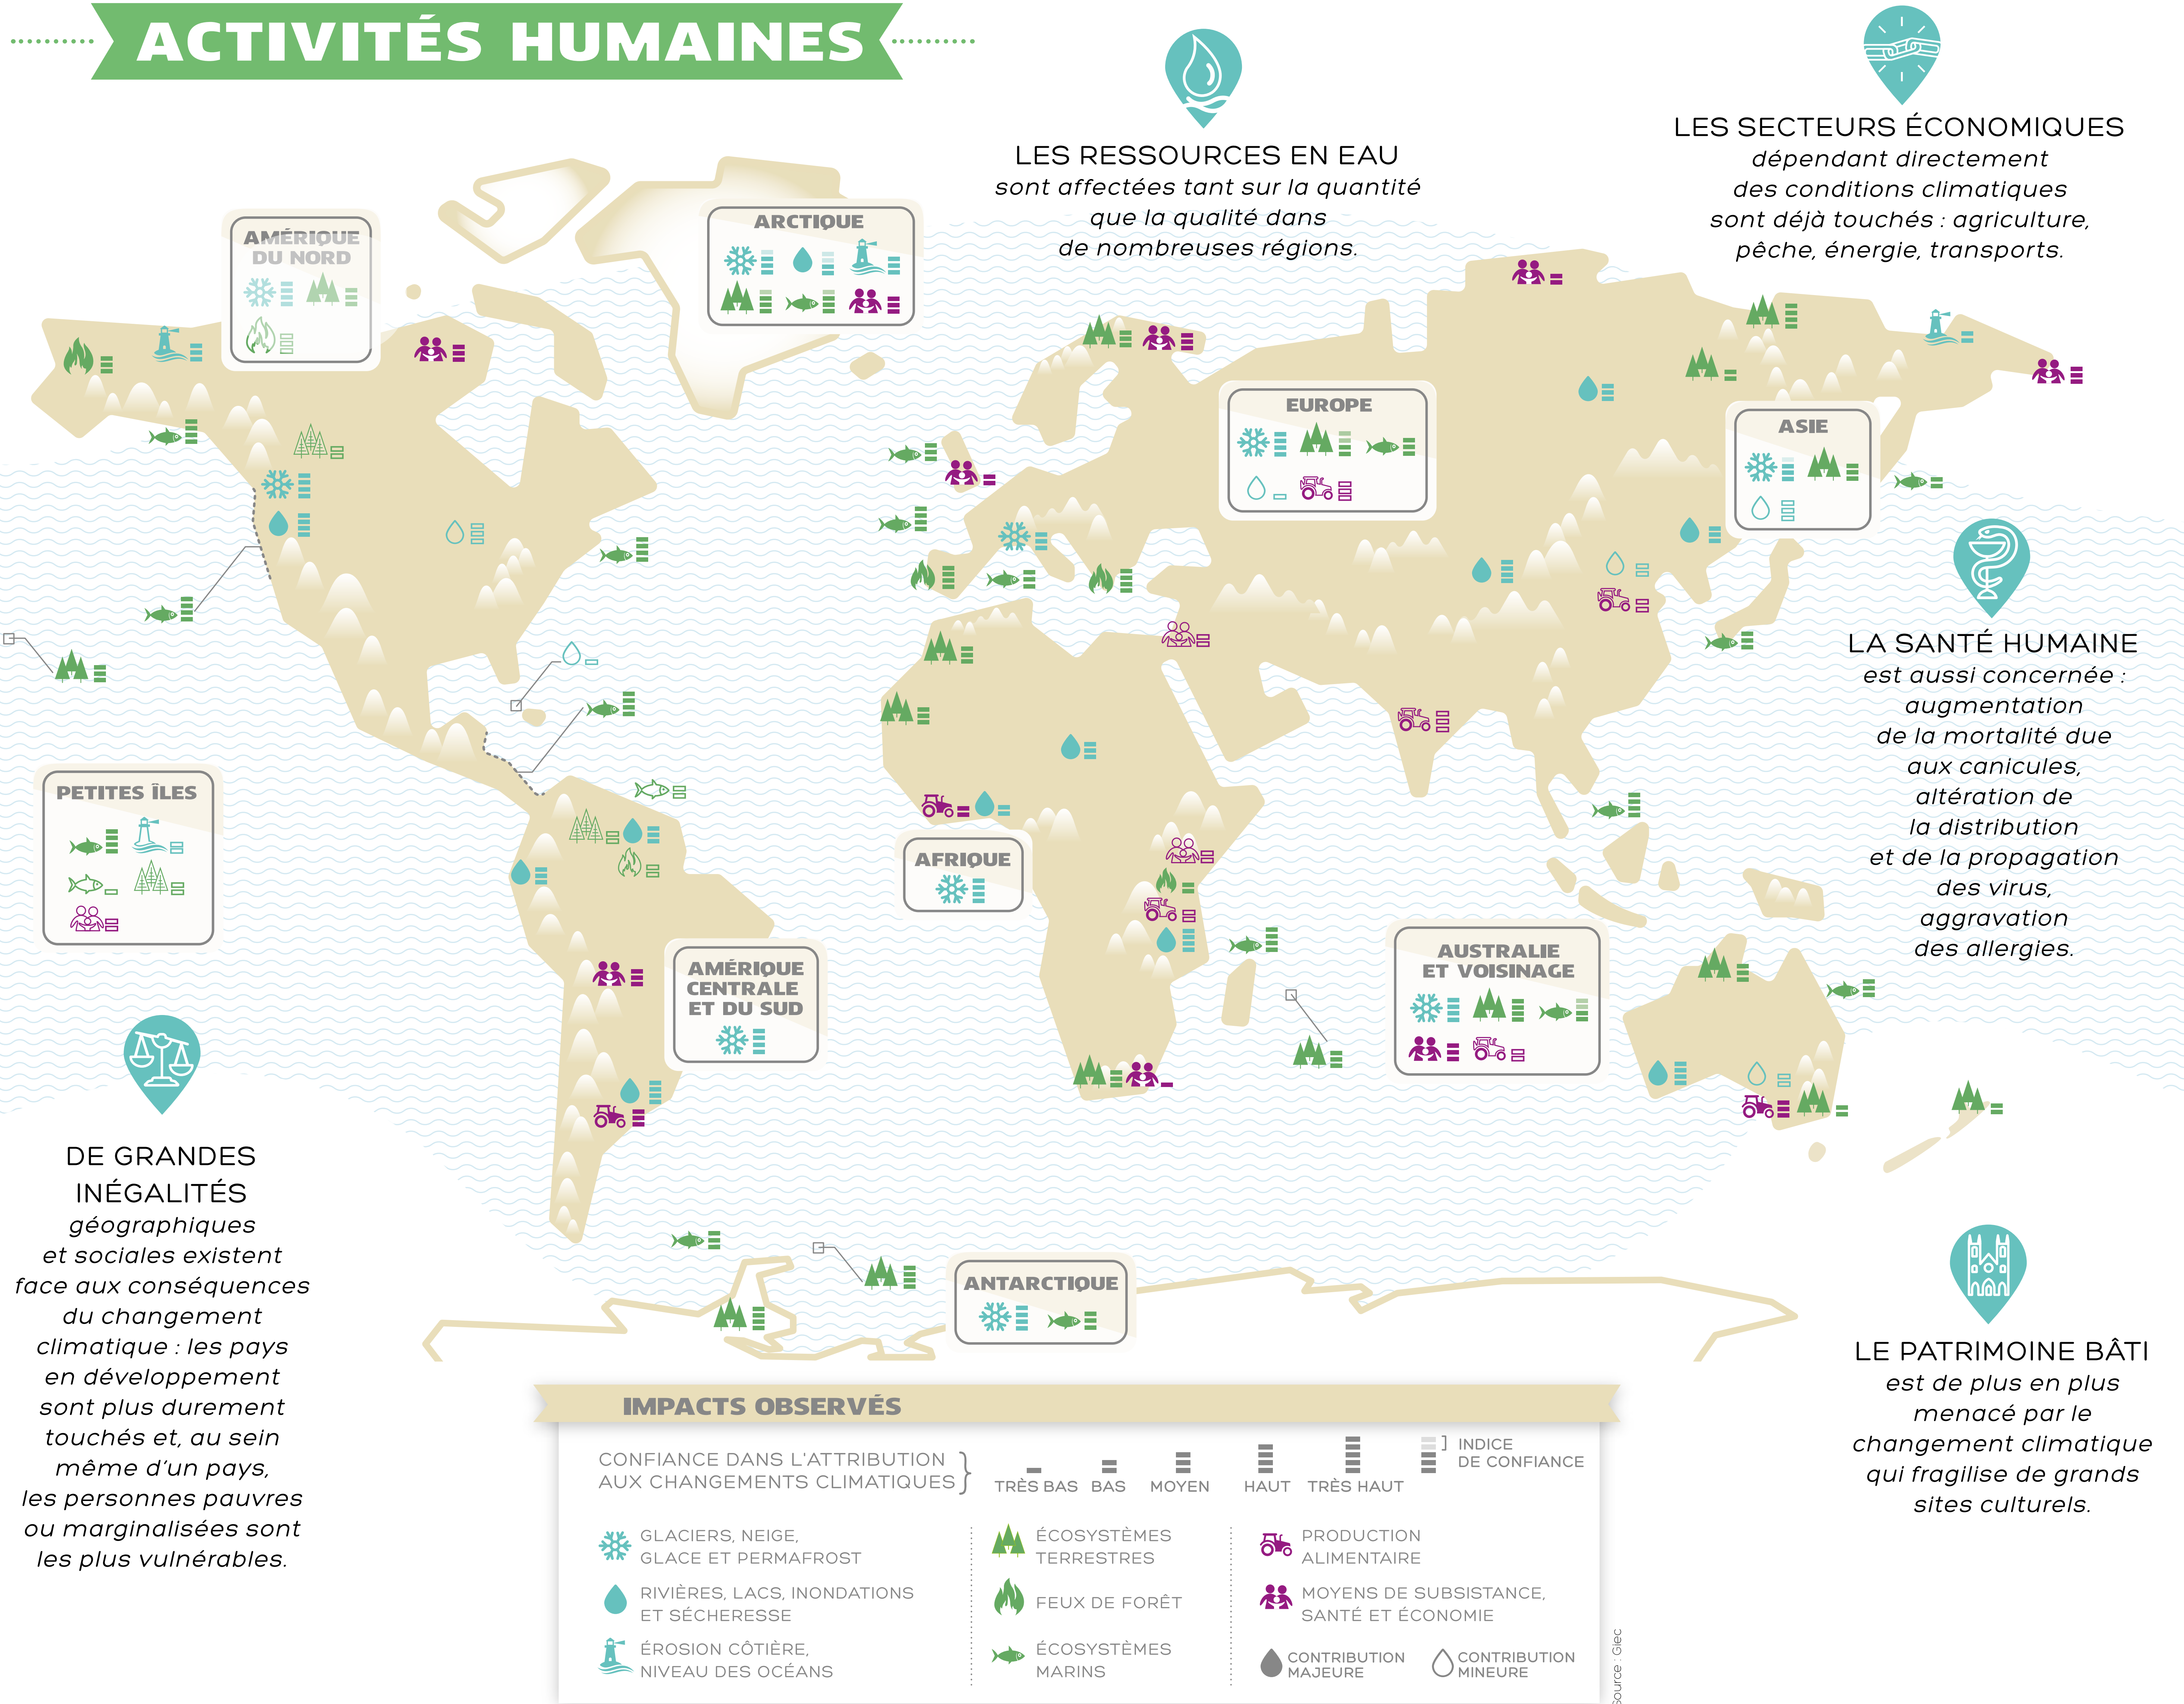 ACTIVITÉS HUMAINES
LES RESSOURCES EN EAU
sont affectées tant sur la quantité
que la qualité dans
de nombreuses régions.
LES SECTEURS ÉCONOMIQUES
dépendant directement
des conditions climatiques
sont déjà touchés : agriculture,
pêche, énergie, transports.
AMÉRIQUE
DU NORD
ARCTIQUE
EUROPE
ASIE
LA SANTÉ HUMAINE
est aussi concernée :
augmentation
de la mortalité due
aux canicules,
altération de
la distribution
et de la propagation
des virus,
aggravation
des allergies.
PETITES ÎLES
AFRIQUE
AMÉRIQUE
CENTRALE
ET DU SUD
AUSTRALIE
ET VOISINAGE
DE GRANDES
INÉGALITÉS
géographiques
et sociales existent
face aux conséquences
du changement
climatique : les pays
en développement
sont plus durement
touchés et, au sein
même d'un pays,
les personnes pauvres
ou marginalisées sont
les plus vulnérables.
ANTARCTIQUE
LE PATRIMOINE BÂTI
est de plus en plus
menacé par le
changement climatique
qui fragilise de grands
sites culturels.
IMPACTS OBSERVÉS
CONFIANCE DANS L'ATTRIBUTION
AUX CHANGEMENTS CLIMATIQUES
TRÈS BAS
BAS
MOYEN
HAUT
TRÈS HAUT
INDICE
DE CONFIANCE
GLACIERS, NEIGE,
GLACE ET PERMAFROST
RIVIÈRES, LACS, INONDATIONS
ET SÉCHERESSE
ÉROSION CÔTIÈRE,
NIVEAU DES OCÉANS
ÉCOSYSTÈMES
TERRESTRES
FEUX DE FORÊT
ÉCOSYSTÈMES
MARINS
PRODUCTION
ALIMENTAIRE
MOYENS DE SUBSISTANCE,
SANTÉ ET ÉCONOMIE
CONTRIBUTION
MAJEURE
CONTRIBUTION
MINEURE
Source : Giec